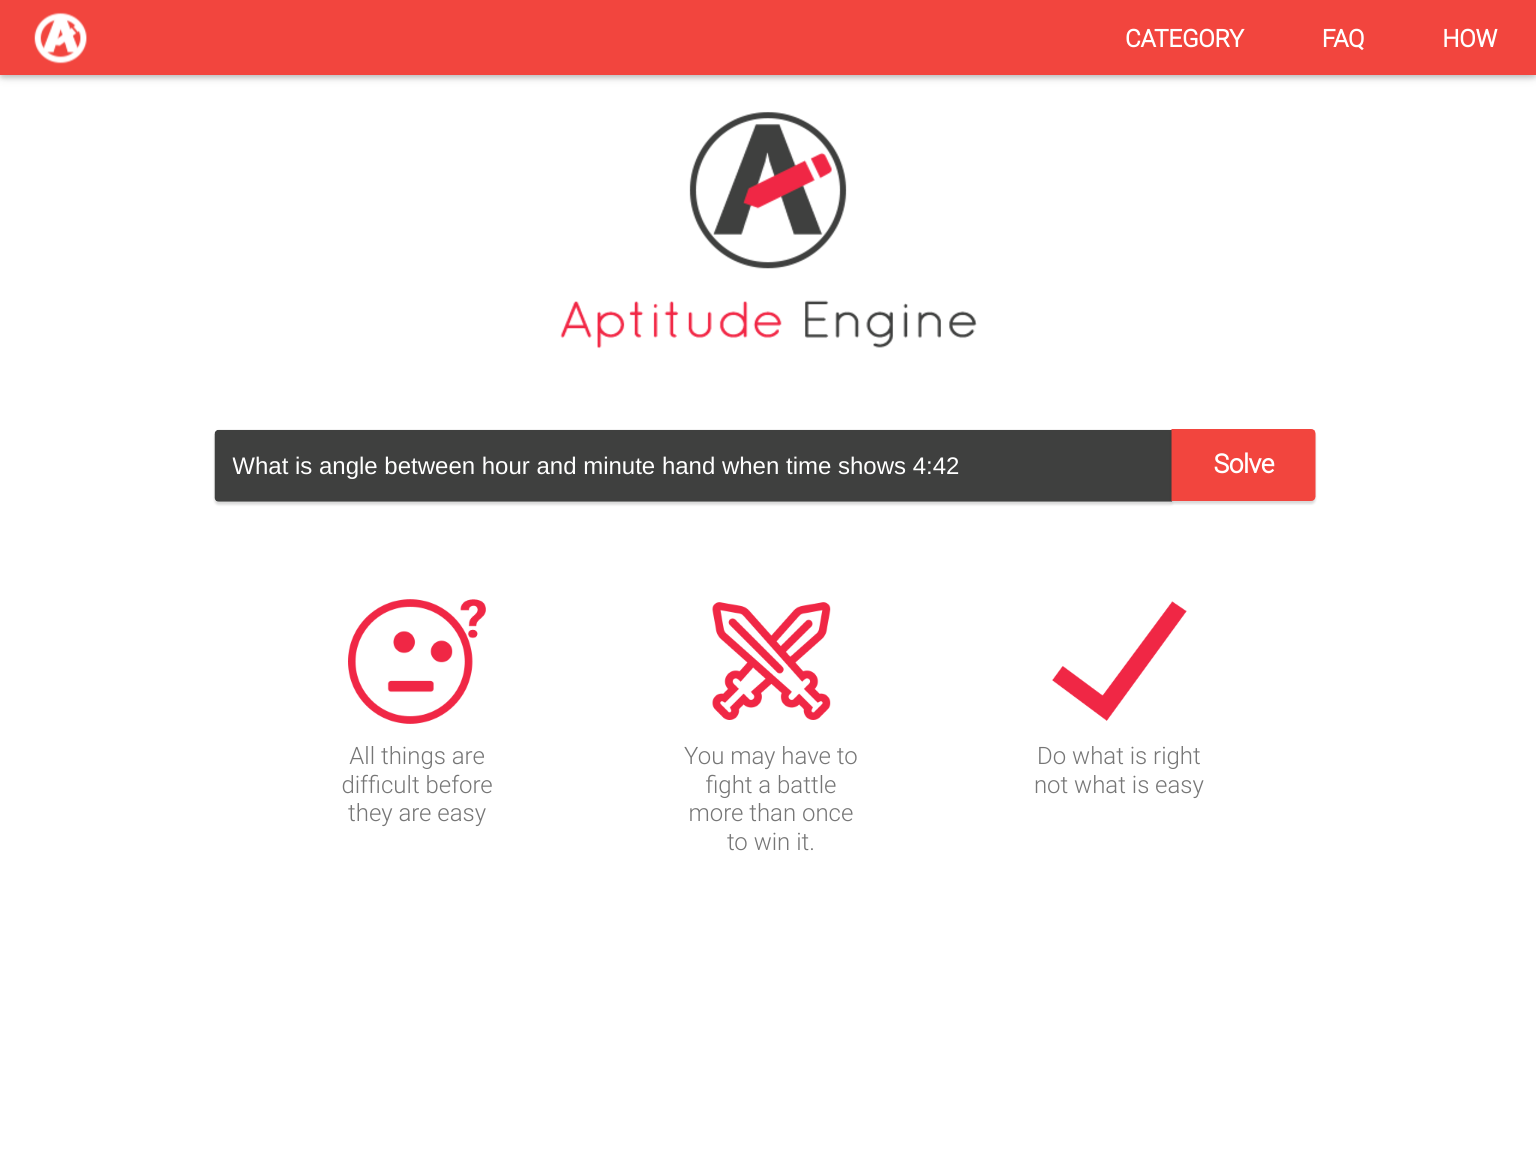 CATEGORY FAQ HOW
Aptitude Engine
What is angle between hour and minute hand when time shows 4:42
Solve
?
All things are
difficult before
they are easy
You may have to
fight a battle
more than once
to win it.
Do what is right
not what is easy